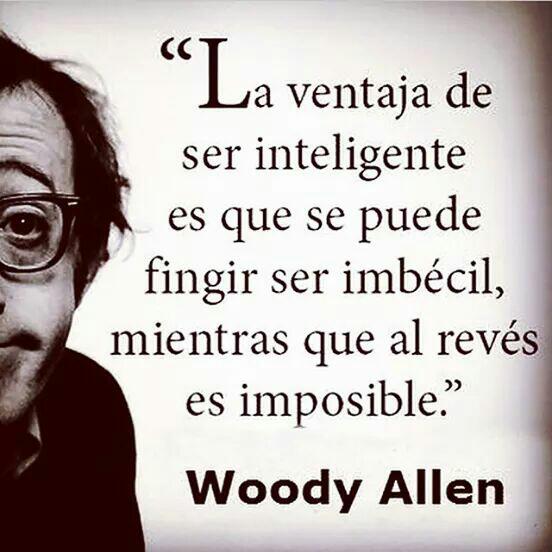 “La ventaja de
ser inteligente
es que se puede
fingir ser imbécil,
mientras que al revés
es imposible.”
Woody Allen